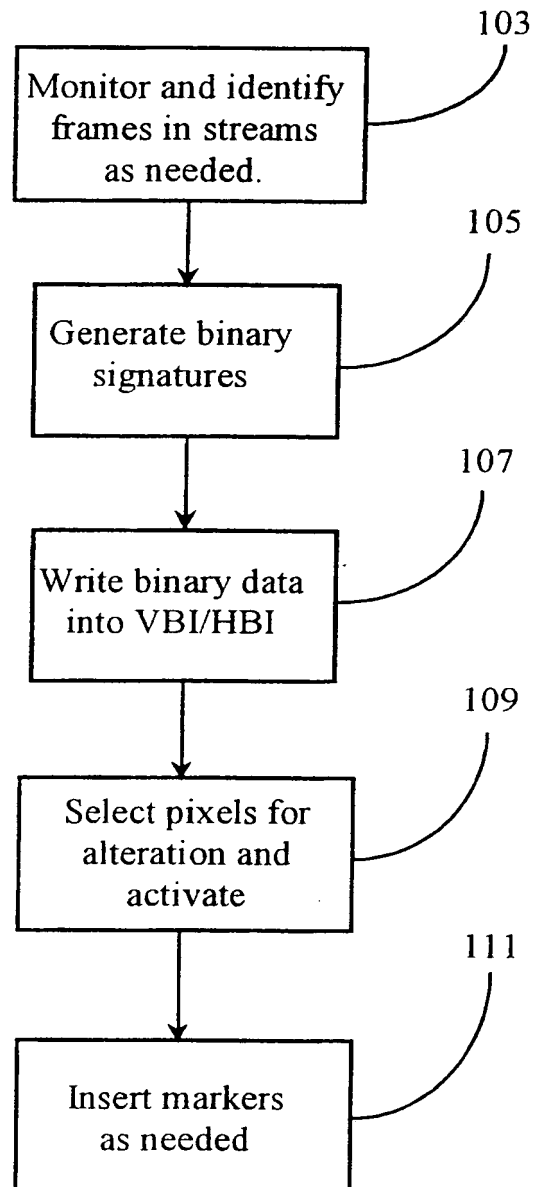 103
Monitor and identify
frames in streams
as needed.
105
Generate binary
signatures
107
Write binary data
into VBI/HBI
109
Select pixels for
alteration and
activate
111
Insert markers
as needed